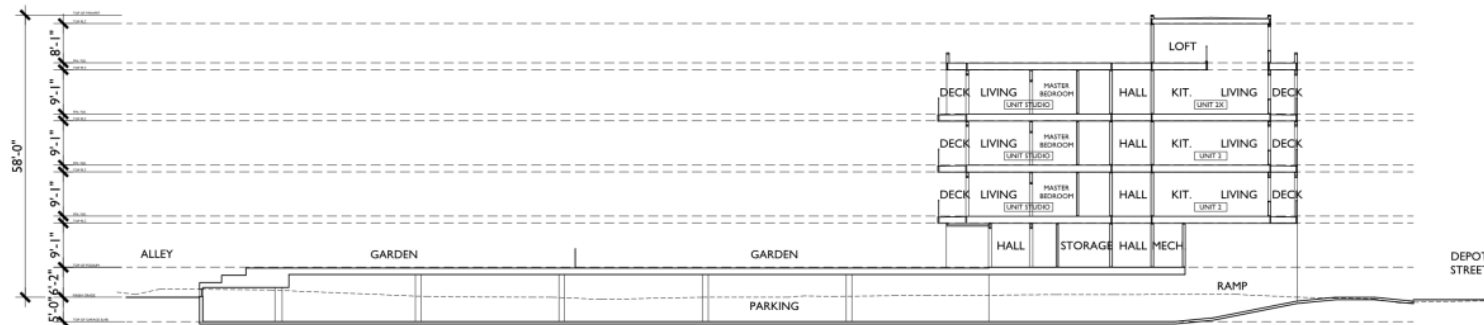 58'-0"
8'-1"
9'-1"
9'-1"
9'-1"
9'-1"
6'-2"
5'-0"
LOFT
DECK LIVING MASTER BEDROOM HALL KIT. LIVING DECK
UNIT STUDIO UNIT 2X
DECK LIVING MASTER BEDROOM HALL KIT. LIVING DECK
UNIT STUDIO UNIT 2
DECK LIVING MASTER BEDROOM HALL KIT. LIVING DECK
UNIT STUDIO UNIT 2
HALL STORAGE HALL MECH
ALLEY GARDEN GARDEN
DEPOT
STREET
RAMP
PARKING